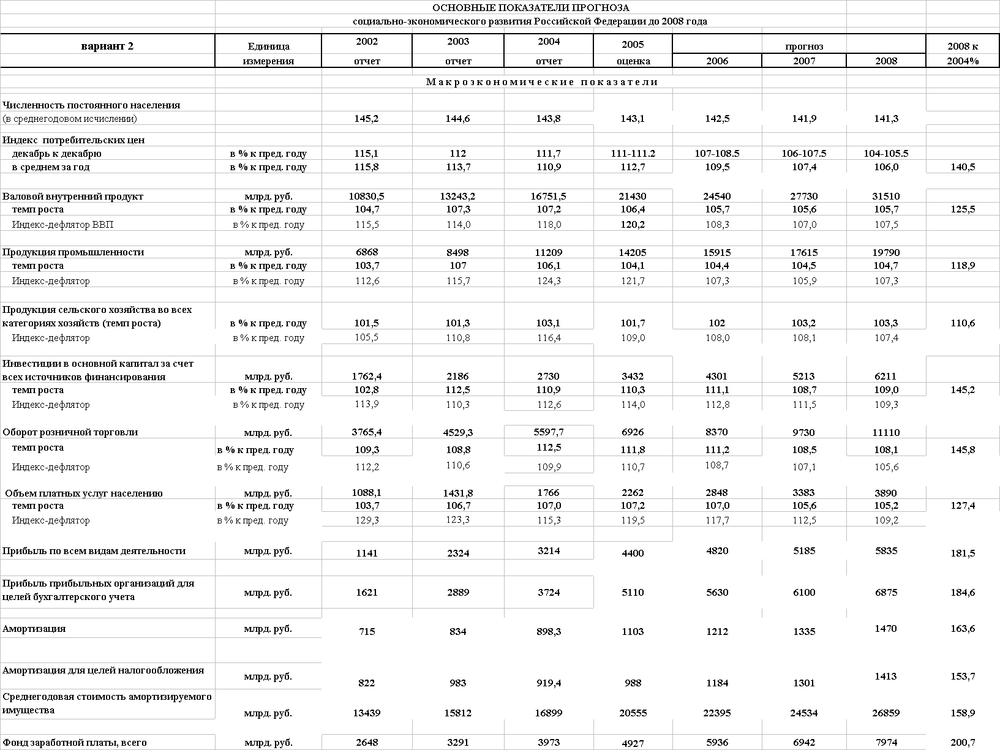 ОСНОВНЫЕ ПОКАЗАТЕЛИ ПРОГНОЗА
социально-экономического развития Российской Федерации до 2008 года
вариант 2 Единица 2002 2003 2004 2005 прогноз 2008 к
измерения отчет отчет отчет оценка 2006 2007 2008 2004%
Макроэкономические показатели
Численность постоянного населения
(в среднегодовом исчислении) 145,2 144,6 143,8 143,1 142,5 141,9 141,3
Индекс потребительских цен
декабрь к декабрю в % к пред. году 115,1 112 111,7 111-111.2 107-108.5 106-107.5 104-105.5
в среднем за год в % к пред. году 115,8 113,7 110,9 112,7 109,5 107,4 106,0 140,5
Валовой внутренний продукт млрд. руб. 10830,5 13243,2 16751,5 21430 24540 27730 31510
темп роста в % к пред. году 104,7 107,3 107,2 106,4 105,7 105,6 105,7 125,5
Индекс-дефлятор ВВП в % к пред. году 115,5 114,0 118,0 120,2 108,3 107,0 107,5
Продукция промышленности млрд. руб. 6868 8498 11209 14205 15915 17615 19790
темп роста в % к пред. году 103,7 107 106,1 104,1 104,4 104,5 104,7 118,9
Индекс-дефлятор в % к пред. году 112,6 115,7 124,3 121,7 107,3 105,9 107,3
Продукция сельского хозяйства во всех
категориях хозяйств (темп роста) в % к пред. году 101,5 101,3 103,1 101,7 102 103,2 103,3 110,6
Индекс-дефлятор в % к пред. году 105,5 110,8 116,4 109,0 108,0 108,1 107,4
Инвестиции в основной капитал за счет
всех источников финансирования млрд. руб. 1762,4 2186 2730 3432 4301 5213 6211
темп роста в % к пред. году 102,8 112,5 110,9 110,3 111,1 108,7 109,0 145,2
Индекс-дефлятор в % к пред. году 113,9 110,3 112,6 114,0 112,8 111,5 109,3
Оборот розничной торговли млрд. руб. 3765,4 4529,3 5597,7 6926 8370 9730 11110
темп роста в % к пред. году 109,3 108,8 112,5 111,8 111,2 108,5 108,1 145,8
Индекс-дефлятор в % к пред. году 112,2 110,6 109,9 110,7 108,7 107,1 105,6
Объем платных услуг населению млрд. руб. 1088,1 1431,8 1766 2262 2848 3383 3890
темп роста в % к пред. году 103,7 106,7 107,0 107,2 107,0 105,6 105,2 127,4
Индекс-дефлятор в % к пред. году 129,3 123,3 115,3 119,5 117,7 112,5 109,2
Прибыль по всем видам деятельности млрд. руб. 1141 2324 3214 4400 4820 5185 5835 181,5
Прибыль прибыльных организаций для
целей бухгалтерского учета млрд. руб. 1621 2889 3724 5110 5630 6100 6875 184,6
Амортизация млрд. руб. 715 834 898,3 1103 1212 1335 1470 163,6
Амортизация для целей налогообложения млрд. руб. 822 983 919,4 988 1184 1301 1413 153,7
Среднегодовая стоимость амортизируемого
имущества млрд. руб. 13439 15812 16899 20555 22395 24534 26859 158,9
Фонд заработной платы, всего млрд. руб. 2648 3291 3973 4927 5936 6942 7974 200,7